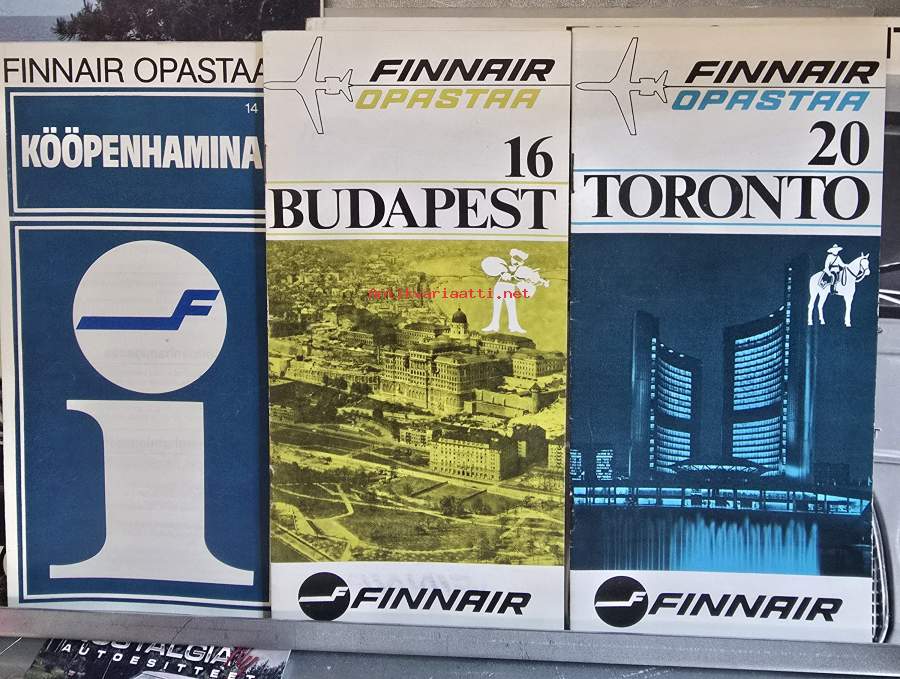 FINNAIR OPASTAA
14
KÖÖPENHAMINA
F
i
FINNAIR
OPASTAA
16
BUDAPEST
antikvariaatti.net
FINNAIR
FINNAIR
OPASTAA
20
TORONTO
FINNAIR
NOSTALGIA
AUTOESITTEET